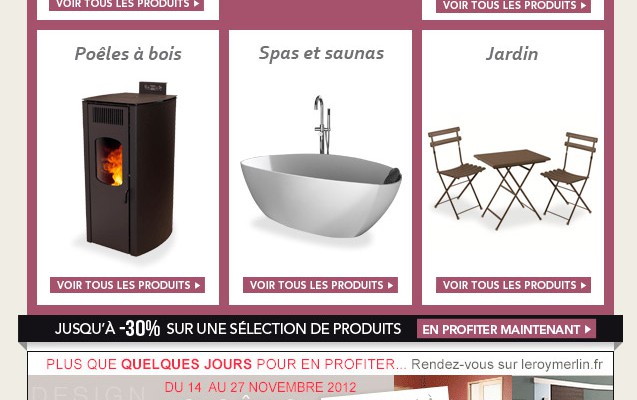 VOIR TOUS LES PRODUITS
VOIR TOUS LES PRODUITS
Poêles à bois
Spas et saunas
Jardin
VOIR TOUS LES PRODUITS
VOIR TOUS LES PRODUITS
VOIR TOUS LES PRODUITS
JUSQU'À -30% SUR UNE SÉLECTION DE PRODUITS EN PROFITER MAINTENANT
PLUS QUE QUELQUES JOURS POUR EN PROFITER... Rendez-vous sur leroymerlin.fr
DU 14 AU 27 NOVEMBRE 2012
DESIGN